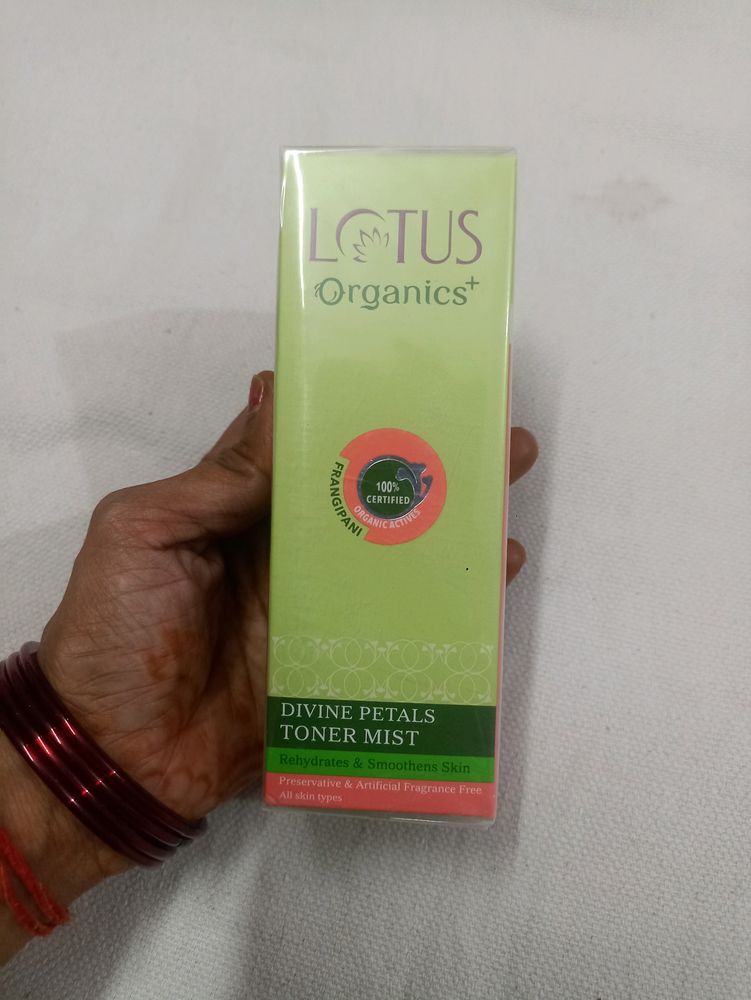 LOTUS
Organics+
FRANGIPANI
100%
CERTIFIED
ORGANIC ACTIVES
DIVINE PETALS
TONER MIST
Rehydrates & Smoothens Skin
Preservative & Artificial Fragrance Free
All skin types